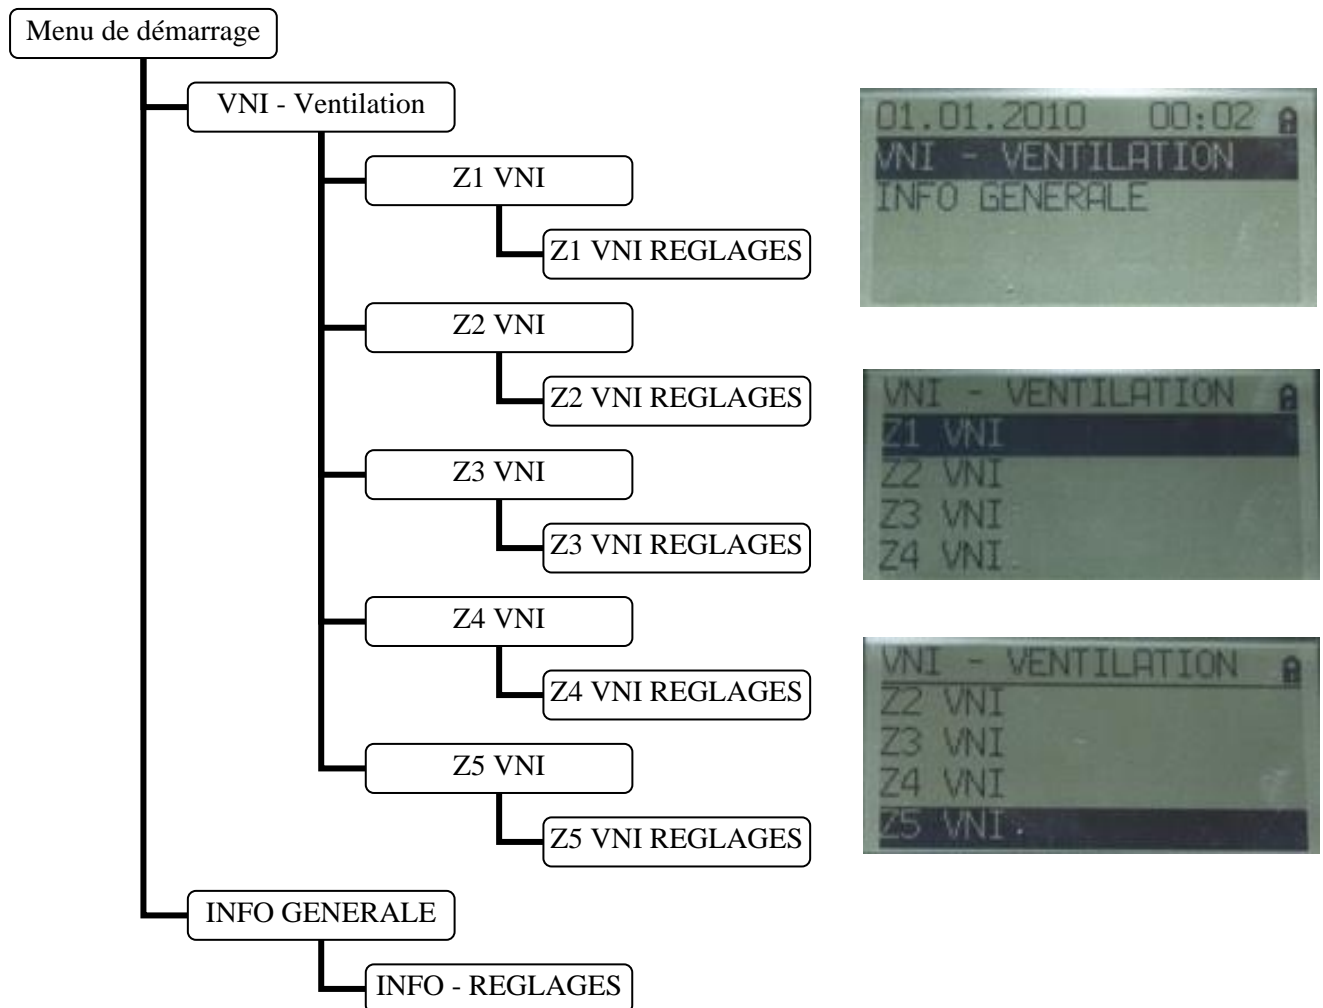 Menu de démarrage
VNI - Ventilation
Z1 VNI
Z1 VNI REGLAGES
Z2 VNI
Z2 VNI REGLAGES
Z3 VNI
Z3 VNI REGLAGES
Z4 VNI
Z4 VNI REGLAGES
Z5 VNI
Z5 VNI REGLAGES
INFO GENERALE
INFO - REGLAGES
01.01.2010 00:02
VNI - VENTILATION
INFO GENERALE
VNI - VENTILATION
Z1 VNI
Z2 VNI
Z3 VNI
Z4 VNI
VNI - VENTILATION
Z2 VNI
Z3 VNI
Z4 VNI
Z5 VNI